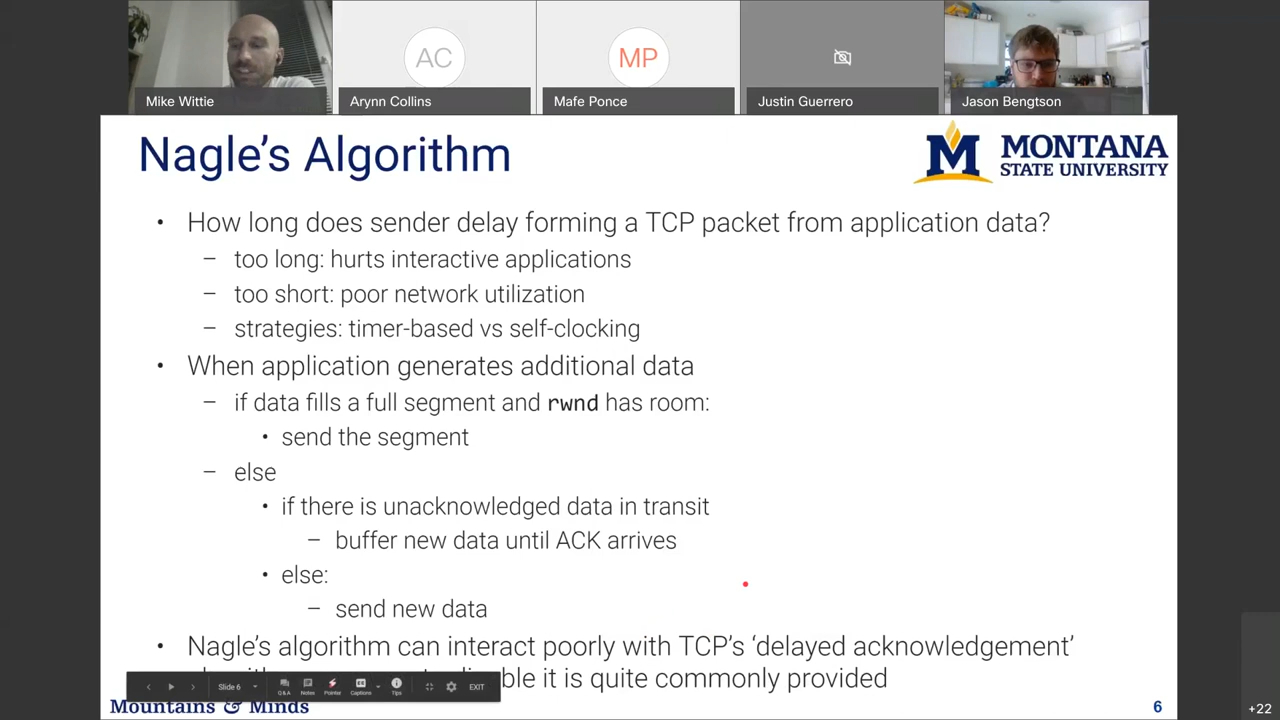 AC
MP
Mike Wittie
Arynn Collins
Mafe Ponce
Justin Guerrero
Jason Bengtson
Nagle's Algorithm
M MONTANA
STATE UNIVERSITY
• How long does sender delay forming a TCP packet from application data?
– too long: hurts interactive applications
– too short: poor network utilization
– strategies: timer-based vs self-clocking
• When application generates additional data
– if data fills a full segment and rwnd has room:
• send the segment
– else
• if there is unacknowledged data in transit
– buffer new data until ACK arrives
• else:
– send new data
• Nagle's algorithm can interact poorly with TCP's 'delayed acknowledgement'
it is quite commonly provided
Slide 6
Q&A
Notes
Pointer
Captions
Tips
EXIT
Mountains & Minds
6
+22